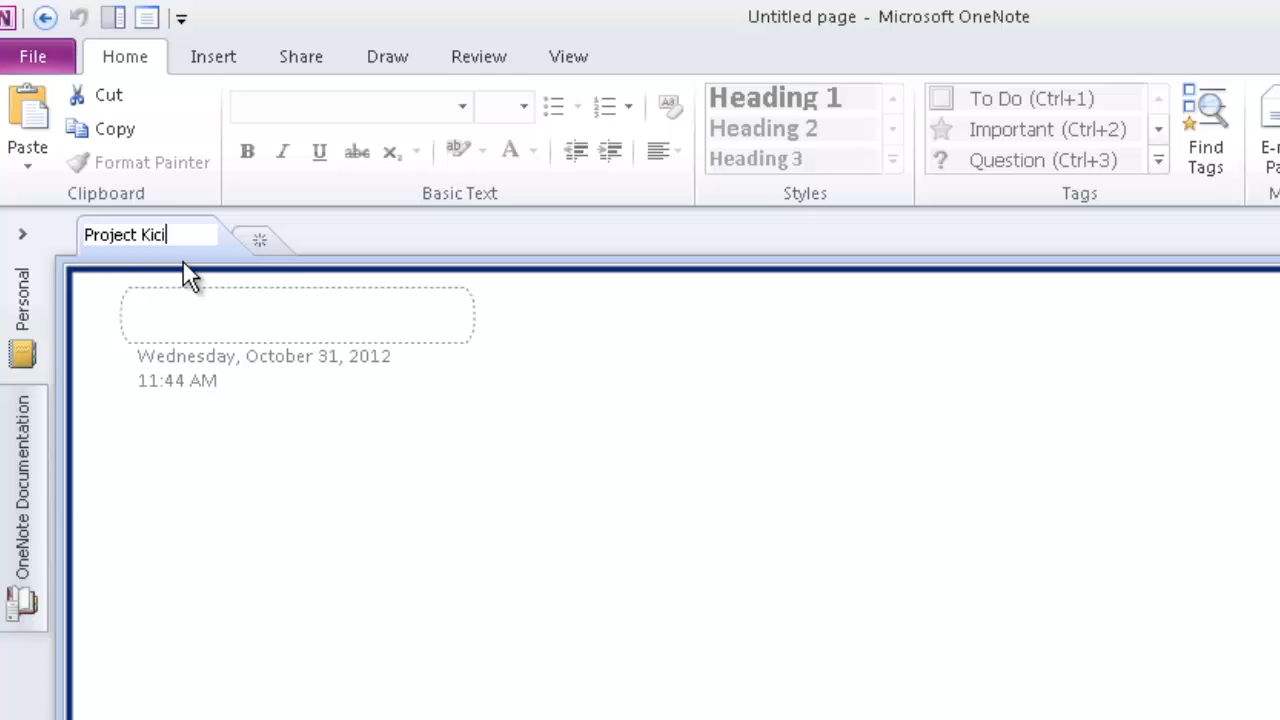 Untitled page - Microsoft OneNote
File Home Insert Share Draw Review View
Paste
Cut
Copy
Format Painter
Clipboard
B I U abc X₂ A
Basic Text
Heading 1
Heading 2
Heading 3
Styles
To Do (Ctrl+1)
Important (Ctrl+2)
Question (Ctrl+3)
Tags
Find
Tags
Project Kici
Personal
OneNote Documentation
Wednesday, October 31, 2012
11:44 AM